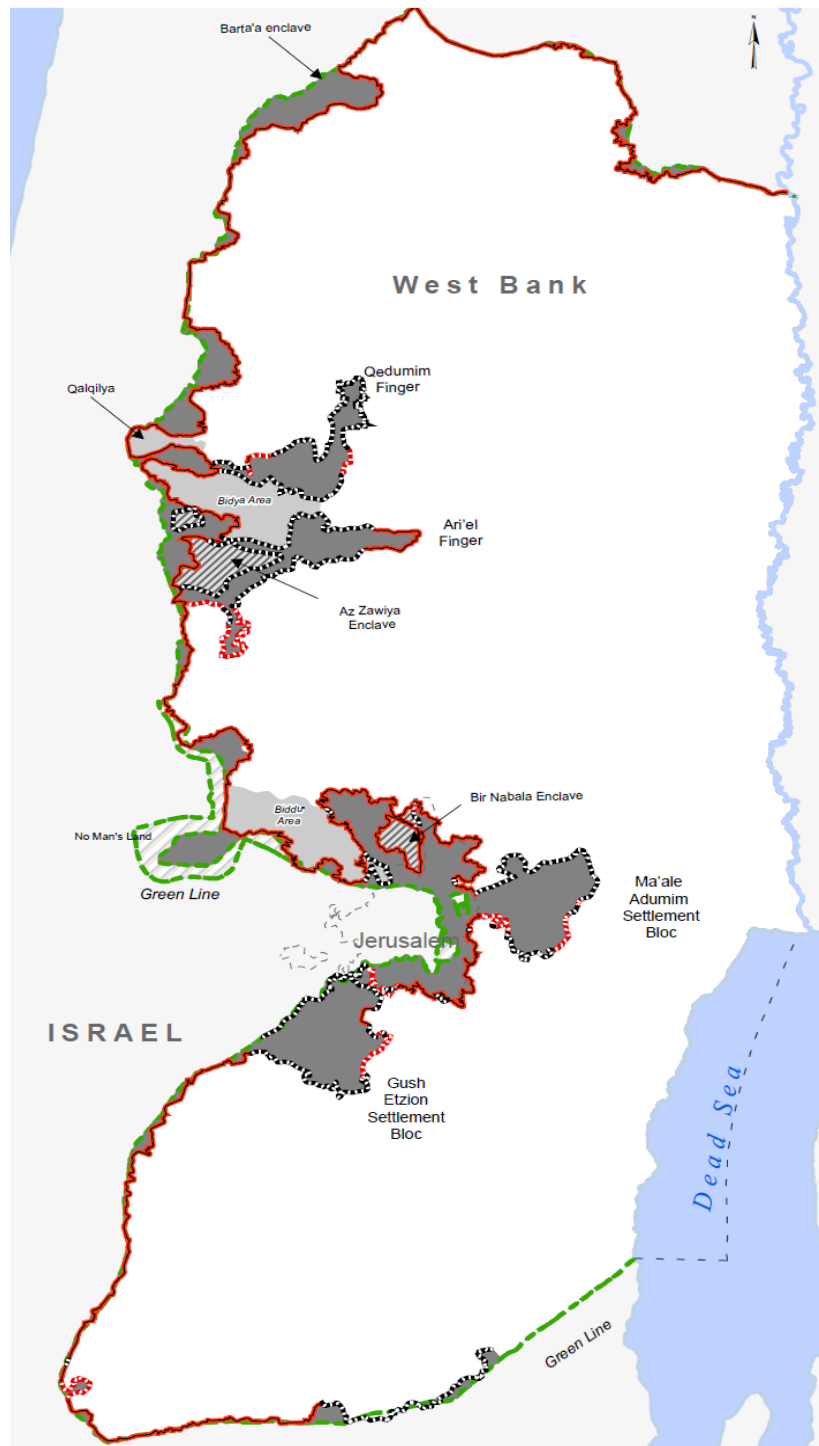 N
Barta'a enclave
West Bank
Qedumim
Finger
Qalqilya
Bidya Area
Ari'el
Finger
Az Zawiya
Enclave
Bir Nabala Enclave
Biddu
Area
No Man's Land
Green Line
Ma'ale
Adumim
Settlement
Bloc
Jerusalem
ISRAEL
Gush
Etzion
Settlement
Bloc
Dead Sea
Green Line